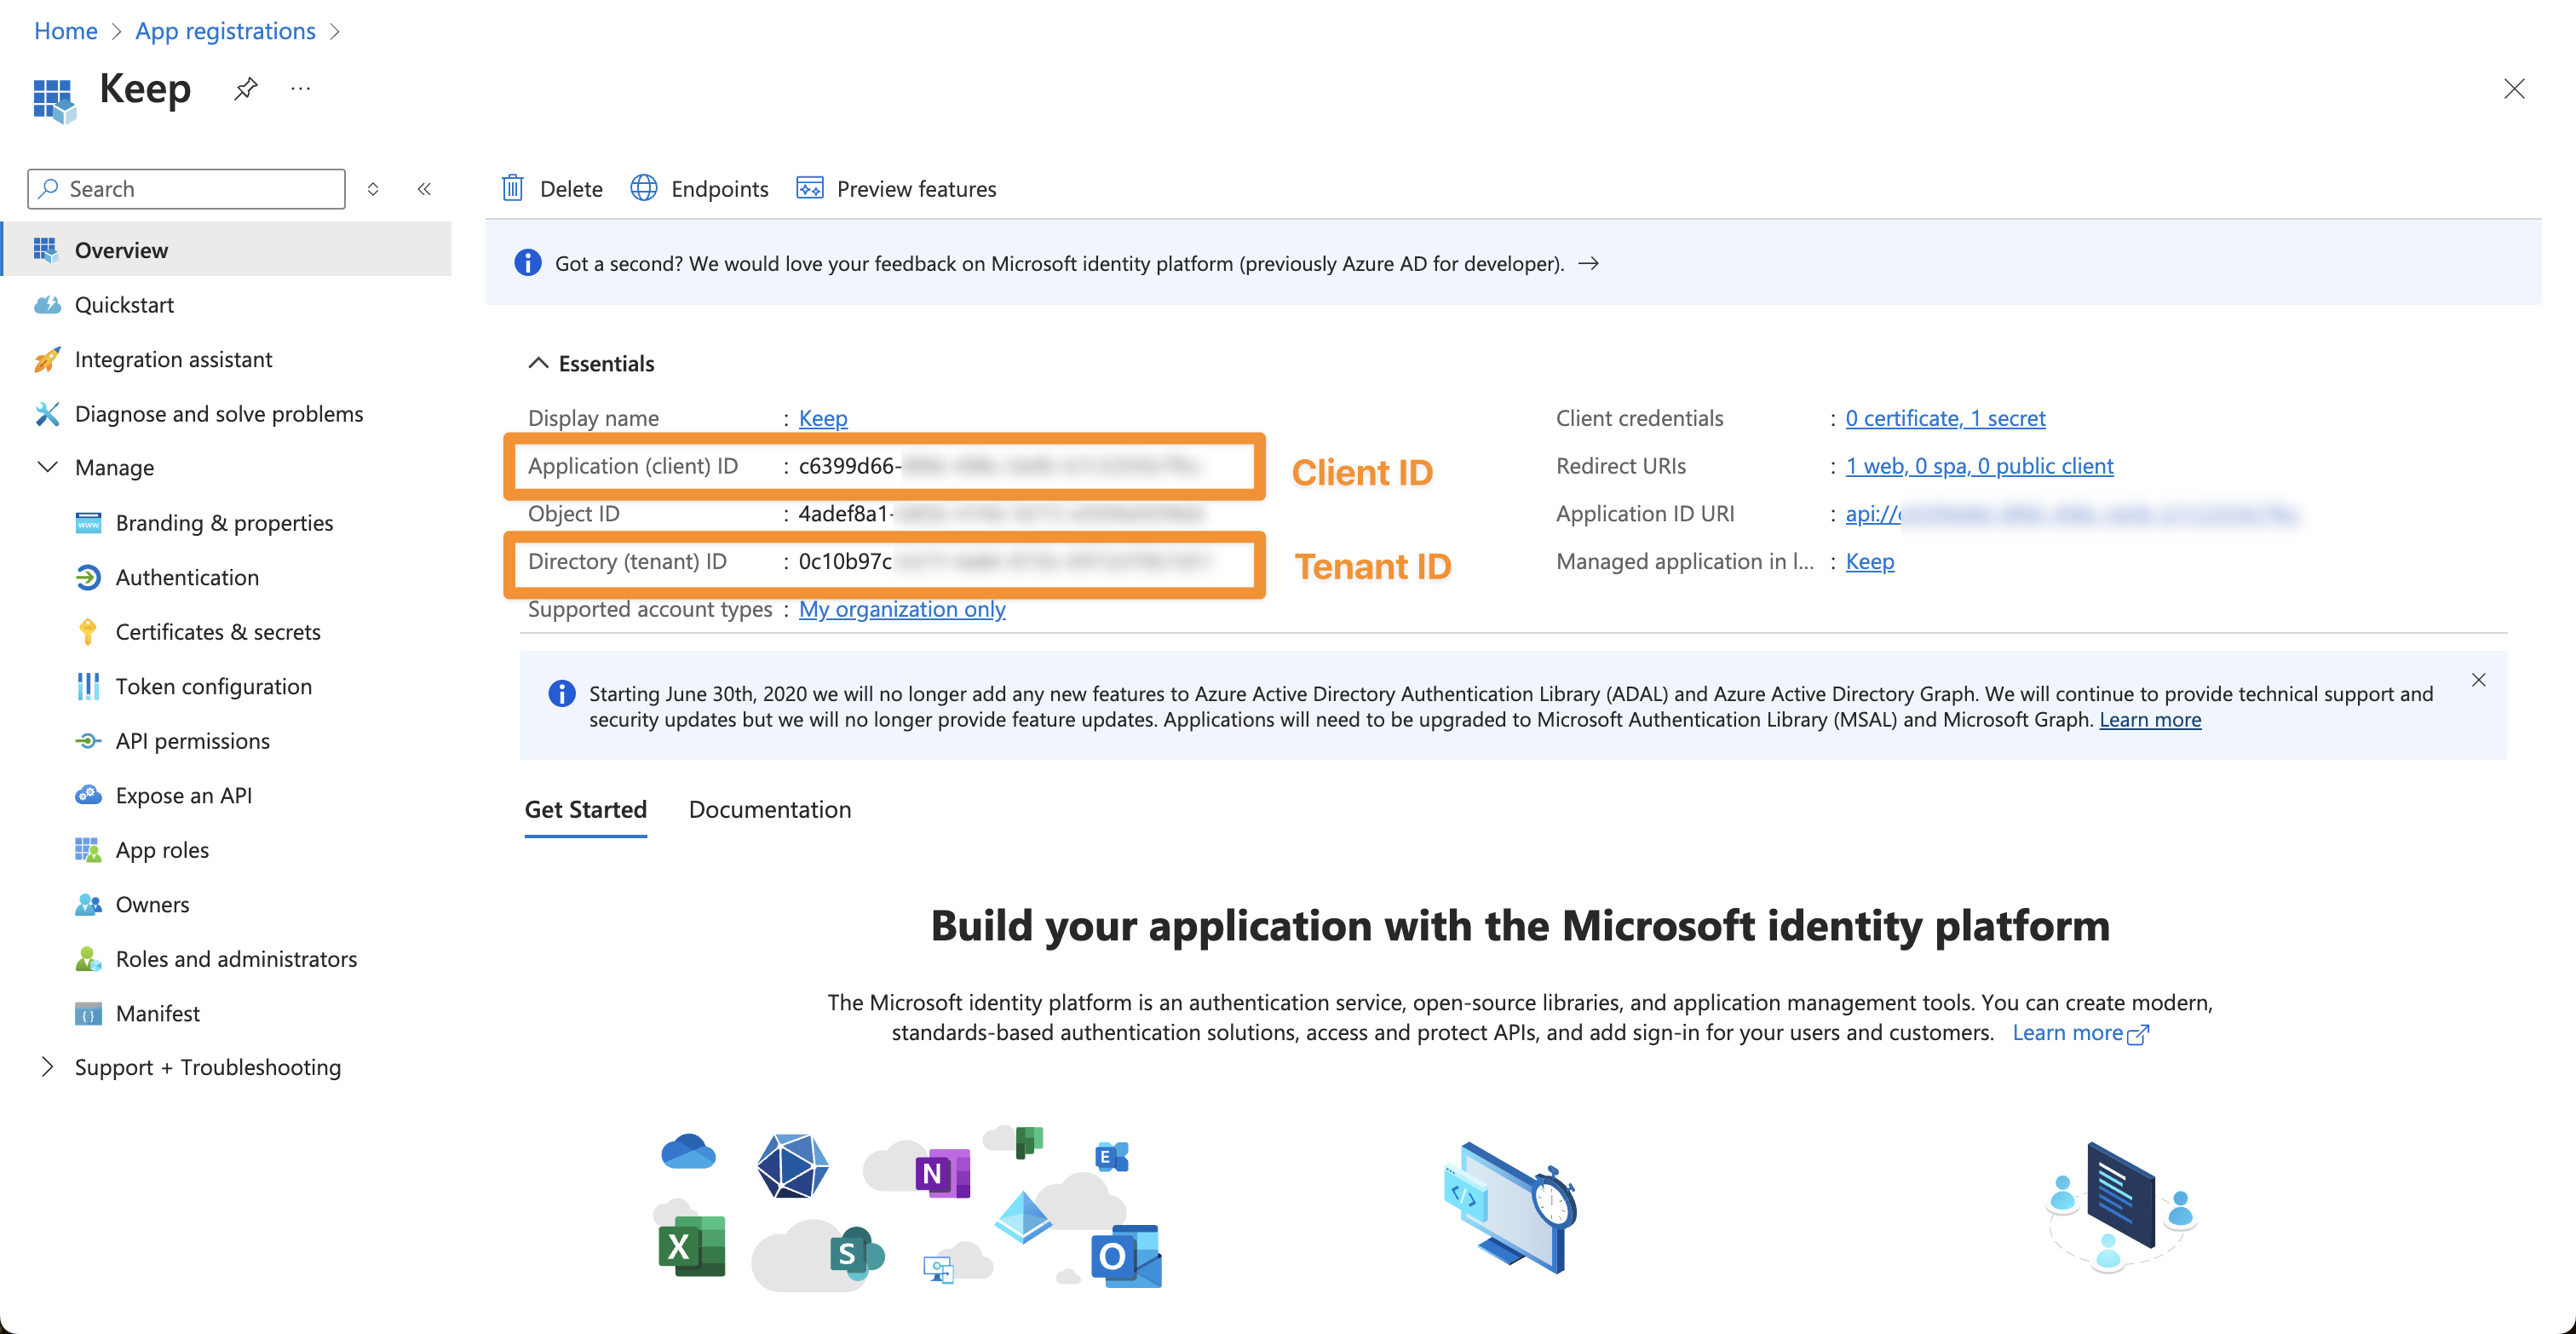 Home > App registrations >
Keep
Search
Delete
Endpoints
Preview features
Overview
Quickstart
Integration assistant
Diagnose and solve problems
Manage
Branding & properties
Authentication
Certificates & secrets
Token configuration
API permissions
Expose an API
App roles
Owners
Roles and administrators
Manifest
Support + Troubleshooting
Got a second? We would love your feedback on Microsoft identity platform (previously Azure AD for developer). →
Essentials
Display name : Keep
Application (client) ID : c6399d66-
Client ID
Object ID : 4adef8a1-
Directory (tenant) ID : 0c10b97c
Tenant ID
Supported account types : My organization only
Client credentials : 0 certificate, 1 secret
Redirect URIs : 1 web, 0 spa, 0 public client
Application ID URI : api://
Managed application in l... : Keep
Starting June 30th, 2020 we will no longer add any new features to Azure Active Directory Authentication Library (ADAL) and Azure Active Directory Graph. We will continue to provide technical support and
security updates but we will no longer provide feature updates. Applications will need to be upgraded to Microsoft Authentication Library (MSAL) and Microsoft Graph. Learn more
Get Started
Documentation
Build your application with the Microsoft identity platform
The Microsoft identity platform is an authentication service, open-source libraries, and application management tools. You can create modern,
standards-based authentication solutions, access and protect APIs, and add sign-in for your users and customers. Learn more
N
E
X
S
O